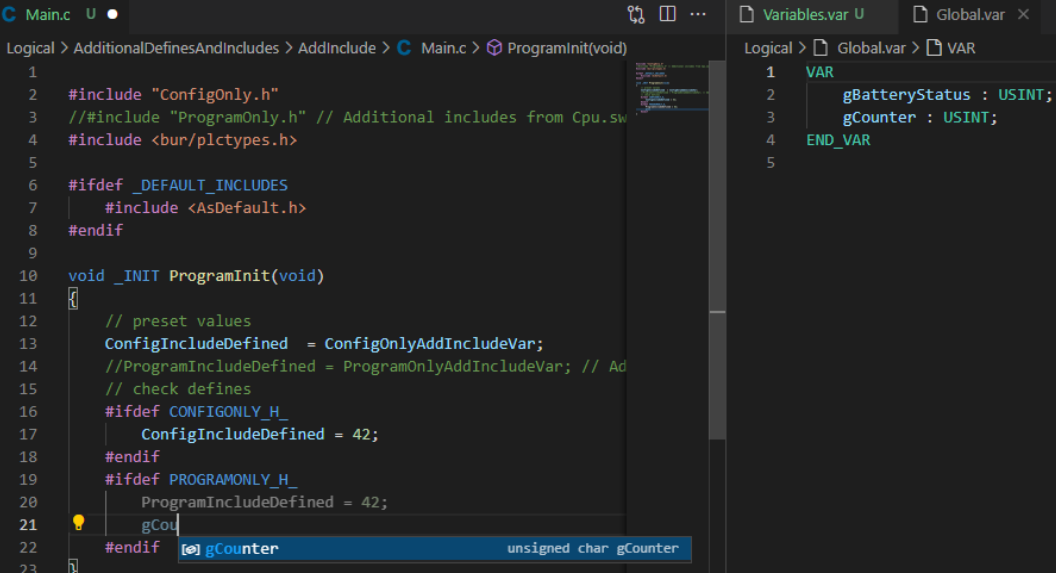 Main.c U
Logical > AdditionalDefinesAndIncludes > AddInclude > C Main.c > ProgramInit(void)
1
2 #include "ConfigOnly.h"
3 //#include "ProgramOnly.h" // Additional includes from Cpu.sw
4 #include <bur/plctypes.h>
5
6 #ifdef _DEFAULT_INCLUDES
7 #include <AsDefault.h>
8 #endif
9
10 void _INIT ProgramInit(void)
11 {
12 // preset values
13 ConfigIncludeDefined  = ConfigOnlyAddIncludeVar;
14 //ProgramIncludeDefined = ProgramOnlyAddIncludeVar; // Ad
15 // check defines
16 #ifdef CONFIGONLY_H_
17 ConfigIncludeDefined = 42;
18 #endif
19 #ifdef PROGRAMONLY_H_
20 ProgramIncludeDefined = 42;
21 gCou
22 #endif
gCounter unsigned char gCounter
23 }
Variables.var U Global.var
Logical > Global.var > VAR
1 VAR
2 gBatteryStatus : USINT;
3 gCounter : USINT;
4 END_VAR
5